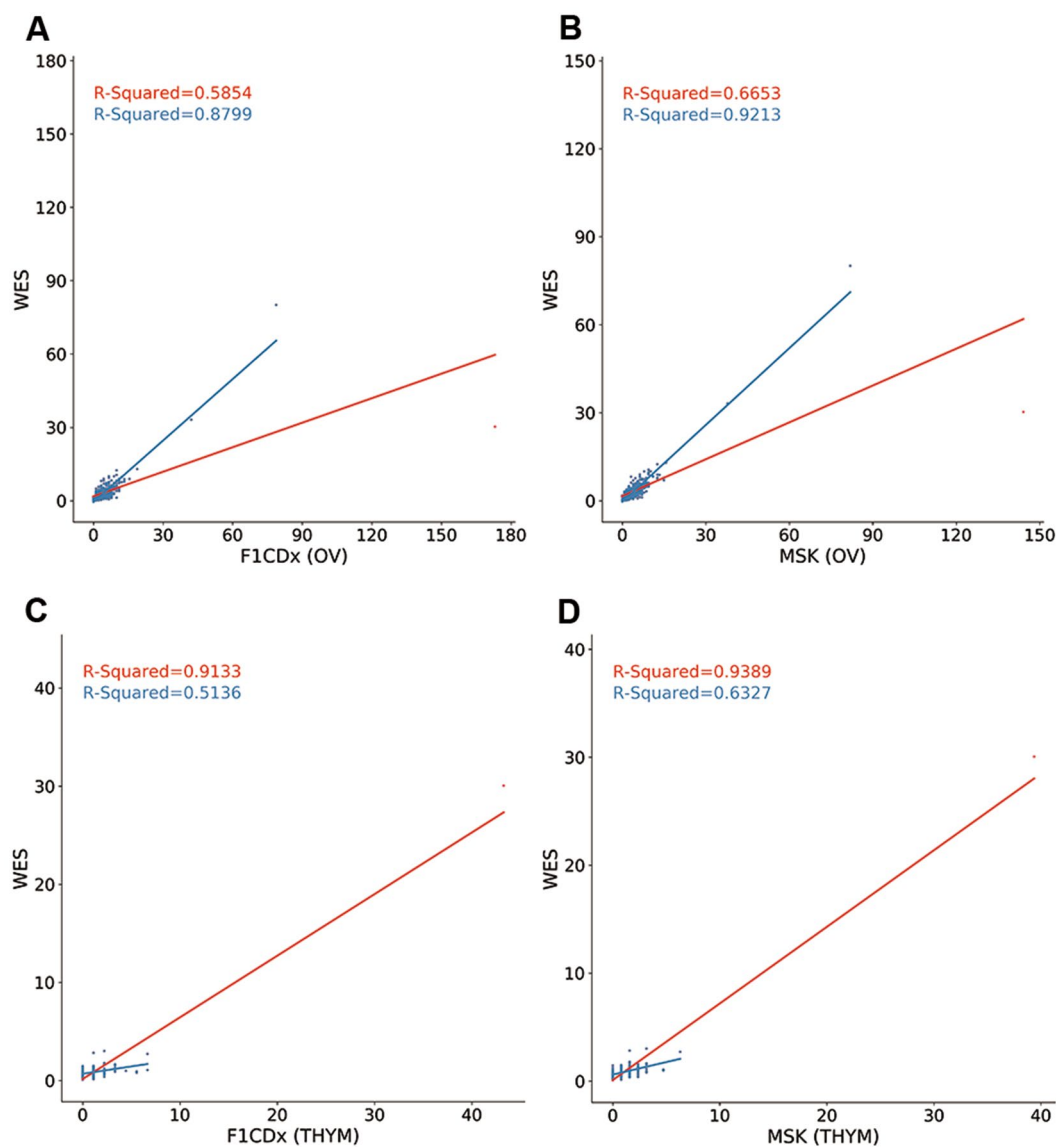 A
B
180
150
120
90
60
30
0
WES
R-Squared=0.5854
R-Squared=0.8799
0 30 60 90 120 150 180
F1CDx (OV)
150
120
90
60
30
0
WES
R-Squared=0.6653
R-Squared=0.9213
0 30 60 90 120 150
MSK (OV)
C
D
40
30
20
10
0
WES
R-Squared=0.9133
R-Squared=0.5136
0 10 20 30 40
F1CDx (THYM)
40
30
20
10
0
WES
R-Squared=0.9389
R-Squared=0.6327
0 10 20 30 40
MSK (THYM)